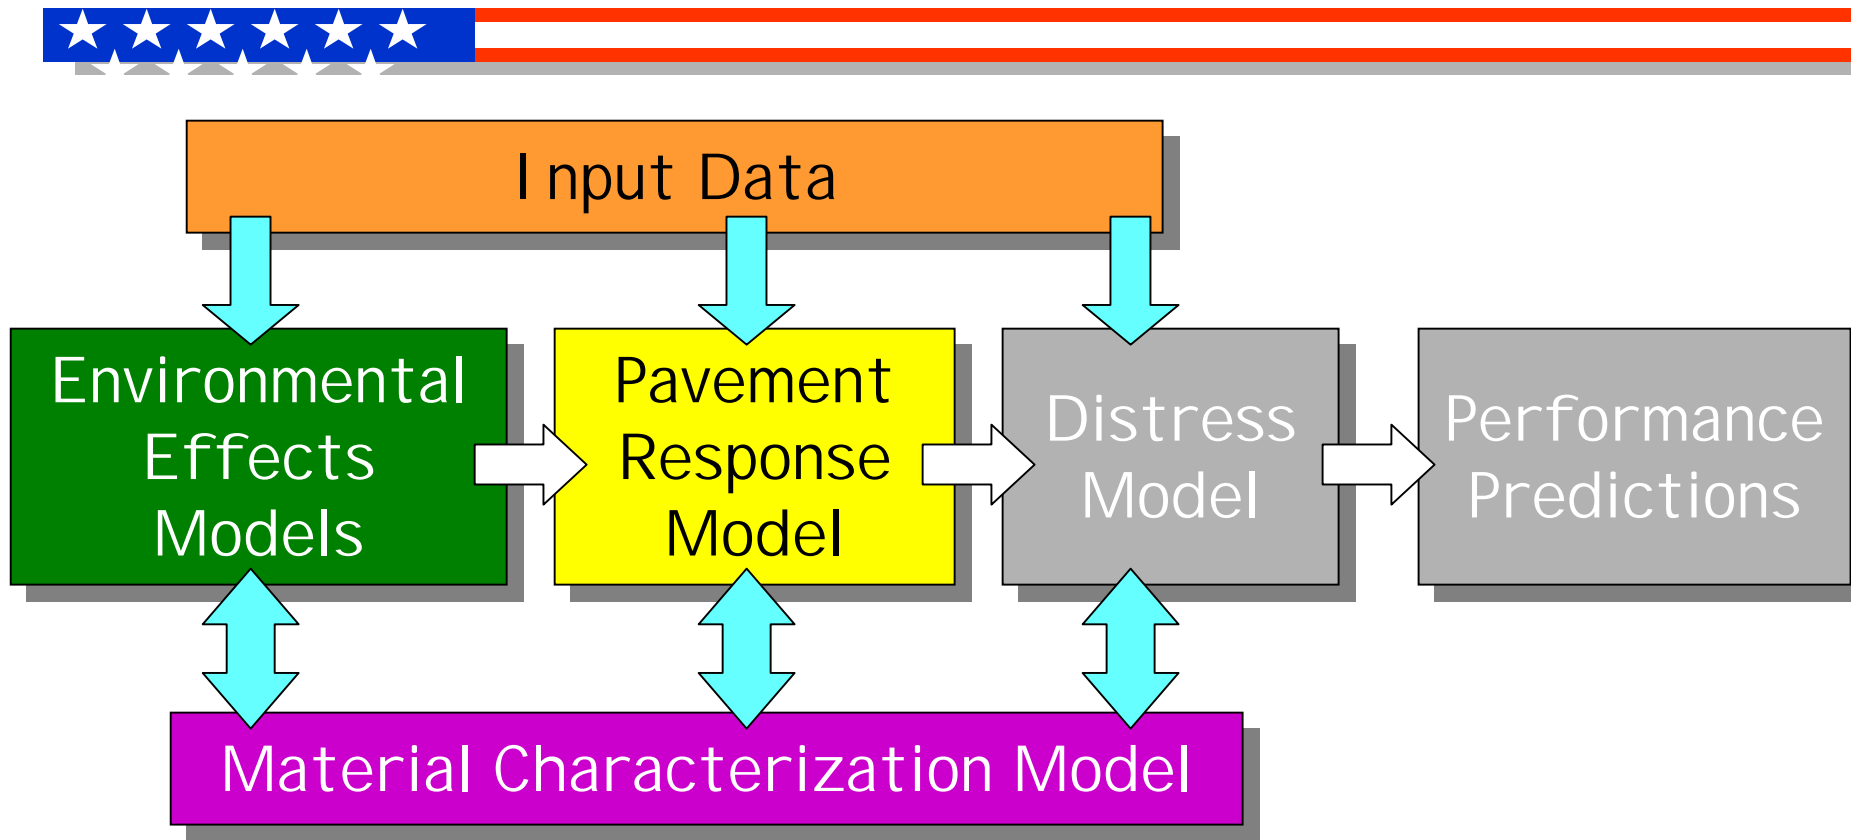 Input Data
Environmental
Effects
Models
Pavement
Response
Model
Distress
Model
Performance
Predictions
Material Characterization Model